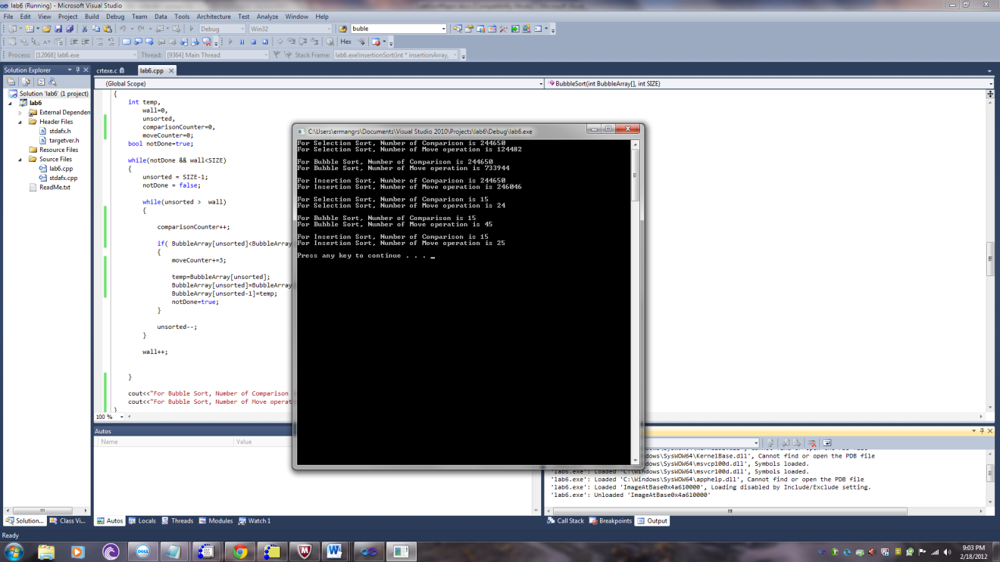 lab6 (Running) - Microsoft Visual Studio
File Edit View Project Build Debug Team Data Tools Architecture Test Analyze Window Help
Debug Win32 buble
Hex
Process: [12068] lab6.exe Thread: [9364] Main Thread Stack Frame: lab6.exe!insertionSort(int * insertionArray,
Solution Explorer
crtexe.c lab6.cpp
(Global Scope) BubbleSort(int BubbleArray[], int SIZE)
Solution 'lab6' (1 project)
lab6
External Dependen
Header Files
stdafx.h
targetver.h
Resource Files
Source Files
lab6.cpp
stdafx.cpp
ReadMe.txt
{
int temp,
wall=0,
unsorted,
comparisonCounter=0,
moveCounter=0;
bool notDone=true;
while(notDone && wall<SIZE)
{
unsorted = SIZE-1;
notDone = false;
while(unsorted > wall)
{
comparisonCounter++;
if( BubbleArray[unsorted]<BubbleArray
{
moveCounter+=3;
temp=BubbleArray[unsorted];
BubbleArray[unsorted]=BubbleArray
BubbleArray[unsorted-1]=temp;
notDone=true;
}
unsorted--;
}
wall++;
}
cout<<"For Bubble Sort, Number of Comparison
cout<<"For Bubble Sort, Number of Move operat
}
100 %
C:\Users\ermangrs\Documents\Visual Studio 2010\Projects\lab6\Debug\lab6.exe
For Selection Sort, Number of Comparison is 244650
For Selection Sort, Number of Move operation is 124482
For Bubble Sort, Number of Comparison is 244650
For Bubble Sort, Number of Move operation is 733944
For Insertion Sort, Number of Comparison is 244650
For Insertion Sort, Number of Move operation is 246046
For Selection Sort, Number of Comparison is 15
For Selection Sort, Number of Move operation is 24
For Bubble Sort, Number of Comparison is 15
For Bubble Sort, Number of Move operation is 45
For Insertion Sort, Number of Comparison is 15
For Insertion Sort, Number of Move operation is 25
Press any key to continue . . . _
Autos
Name Value
ndows\SysWOW64\KernelBase.dll', Cannot find or open the PDB file
ndows\SysWOW64\msvcp100d.dll', Symbols loaded.
ndows\SysWOW64\msvcr100d.dll', Symbols loaded.
'lab6.exe': Loaded 'C:\Windows\SysWOW64\apphelp.dll', Cannot find or open the PDB file
'lab6.exe': Loaded 'ImageAtBase0x4a610000', Loading disabled by Include/Exclude setting.
'lab6.exe': Unloaded 'ImageAtBase0x4a610000'
Solution... Class Vi... Autos Locals Threads Modules Watch 1 Call Stack Breakpoints Output
Ready
DELL
9:03 PM
2/18/2012